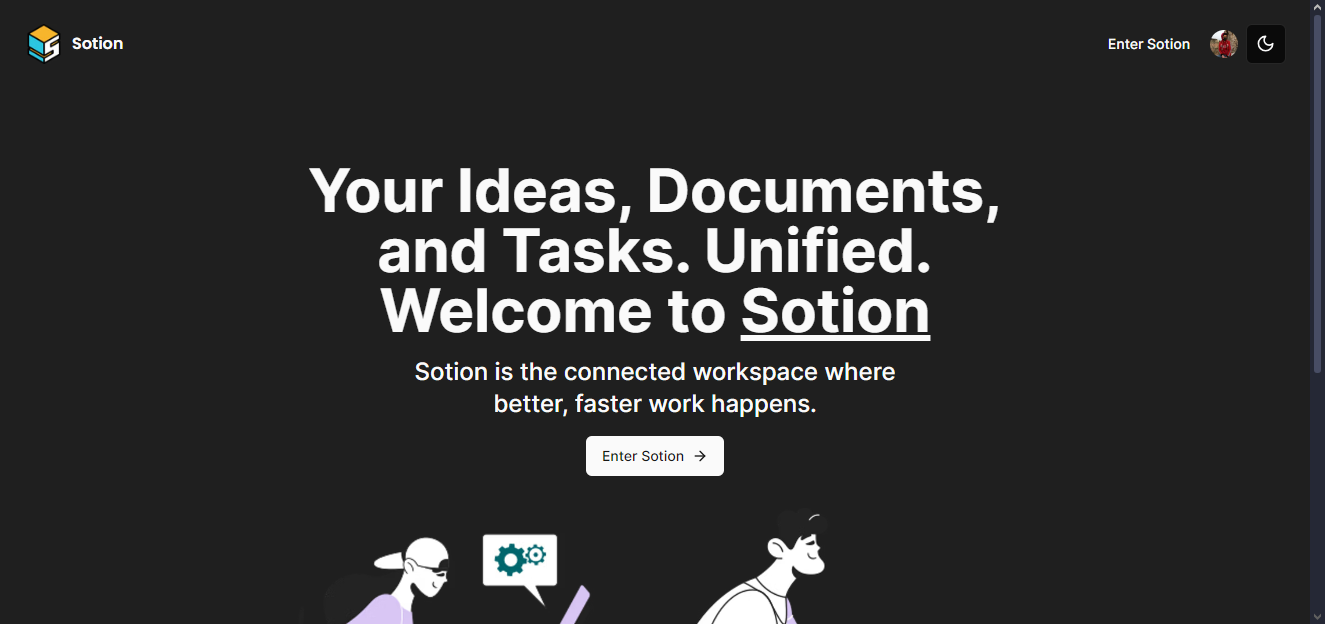 Sotion
Enter Sotion
Your Ideas, Documents,
and Tasks. Unified.
Welcome to Sotion
Sotion is the connected workspace where
better, faster work happens.
Enter Sotion